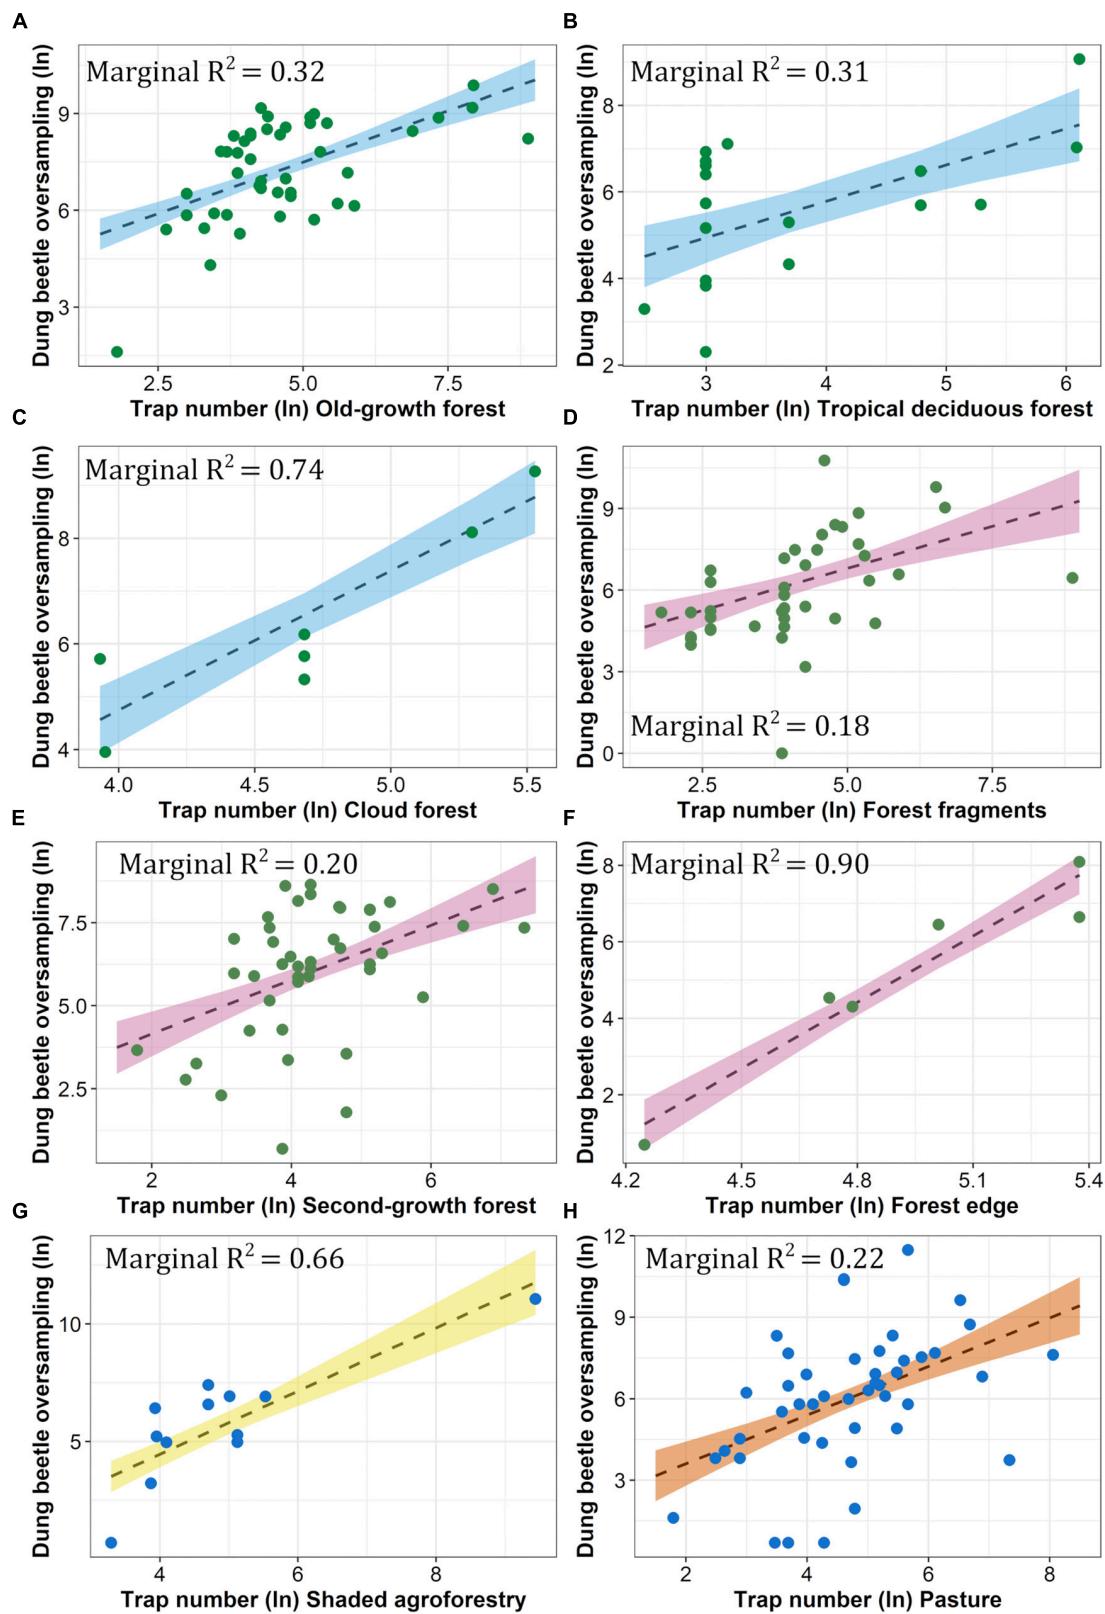 A
Marginal R² = 0.32
Dung beetle oversampling (ln)
9
6
3
2.5 5.0 7.5
Trap number (ln) Old-growth forest
B
Marginal R² = 0.31
Dung beetle oversampling (ln)
8
6
4
2
3 4 5 6
Trap number (ln) Tropical deciduous forest
C
Marginal R² = 0.74
Dung beetle oversampling (ln)
8
6
4
4.0 4.5 5.0 5.5
Trap number (ln) Cloud forest
D
Dung beetle oversampling (ln)
9
6
3
Marginal R² = 0.18
0
2.5 5.0 7.5
Trap number (ln) Forest fragments
E
Marginal R² = 0.20
Dung beetle oversampling (ln)
7.5
5.0
2.5
2 4 6
Trap number (ln) Second-growth forest
F
Marginal R² = 0.90
Dung beetle oversampling (ln)
8
6
4
2
4.2 4.5 4.8 5.1 5.4
Trap number (ln) Forest edge
G
Marginal R² = 0.66
Dung beetle oversampling (ln)
10
5
4 6 8
Trap number (ln) Shaded agroforestry
H
12
Marginal R² = 0.22
Dung beetle oversampling (ln)
9
6
3
2 4 6 8
Trap number (ln) Pasture